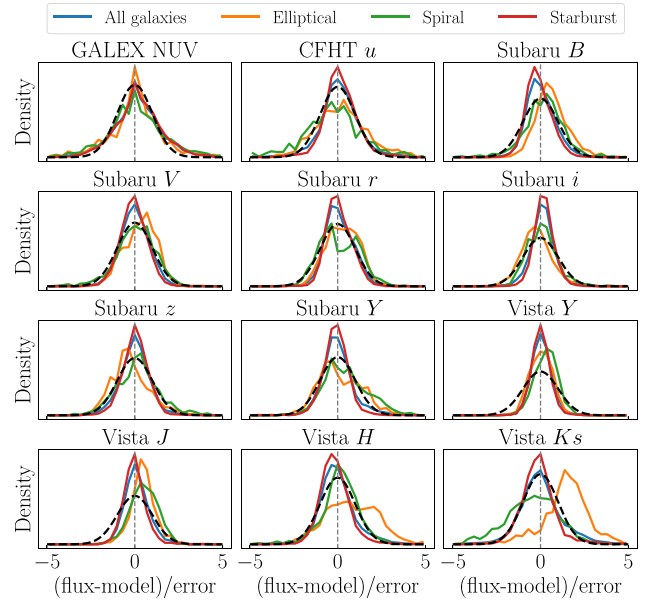 All galaxies Elliptical Spiral Starburst
GALEX NUV CFHT u Subaru B
Density
Subaru V Subaru r Subaru i
Density
Subaru z Subaru Y Vista Y
Density
Vista J Vista H Vista Ks
Density
−5 0 5 −5 0 5 −5 0 5
(flux-model)/error (flux-model)/error (flux-model)/error